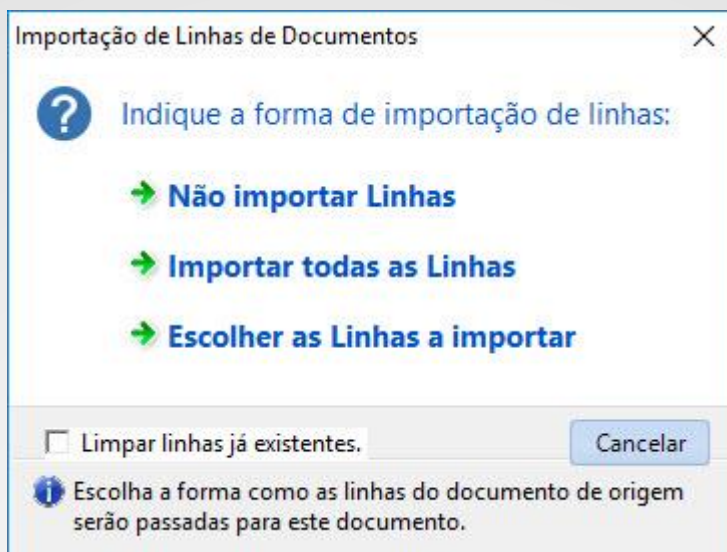 Importação de Linhas de Documentos
Indique a forma de importação de linhas:
Não importar Linhas
Importar todas as Linhas
Escolher as Linhas a importar
Limpar linhas já existentes.
Cancelar
Escolha a forma como as linhas do documento de origem
serão passadas para este documento.